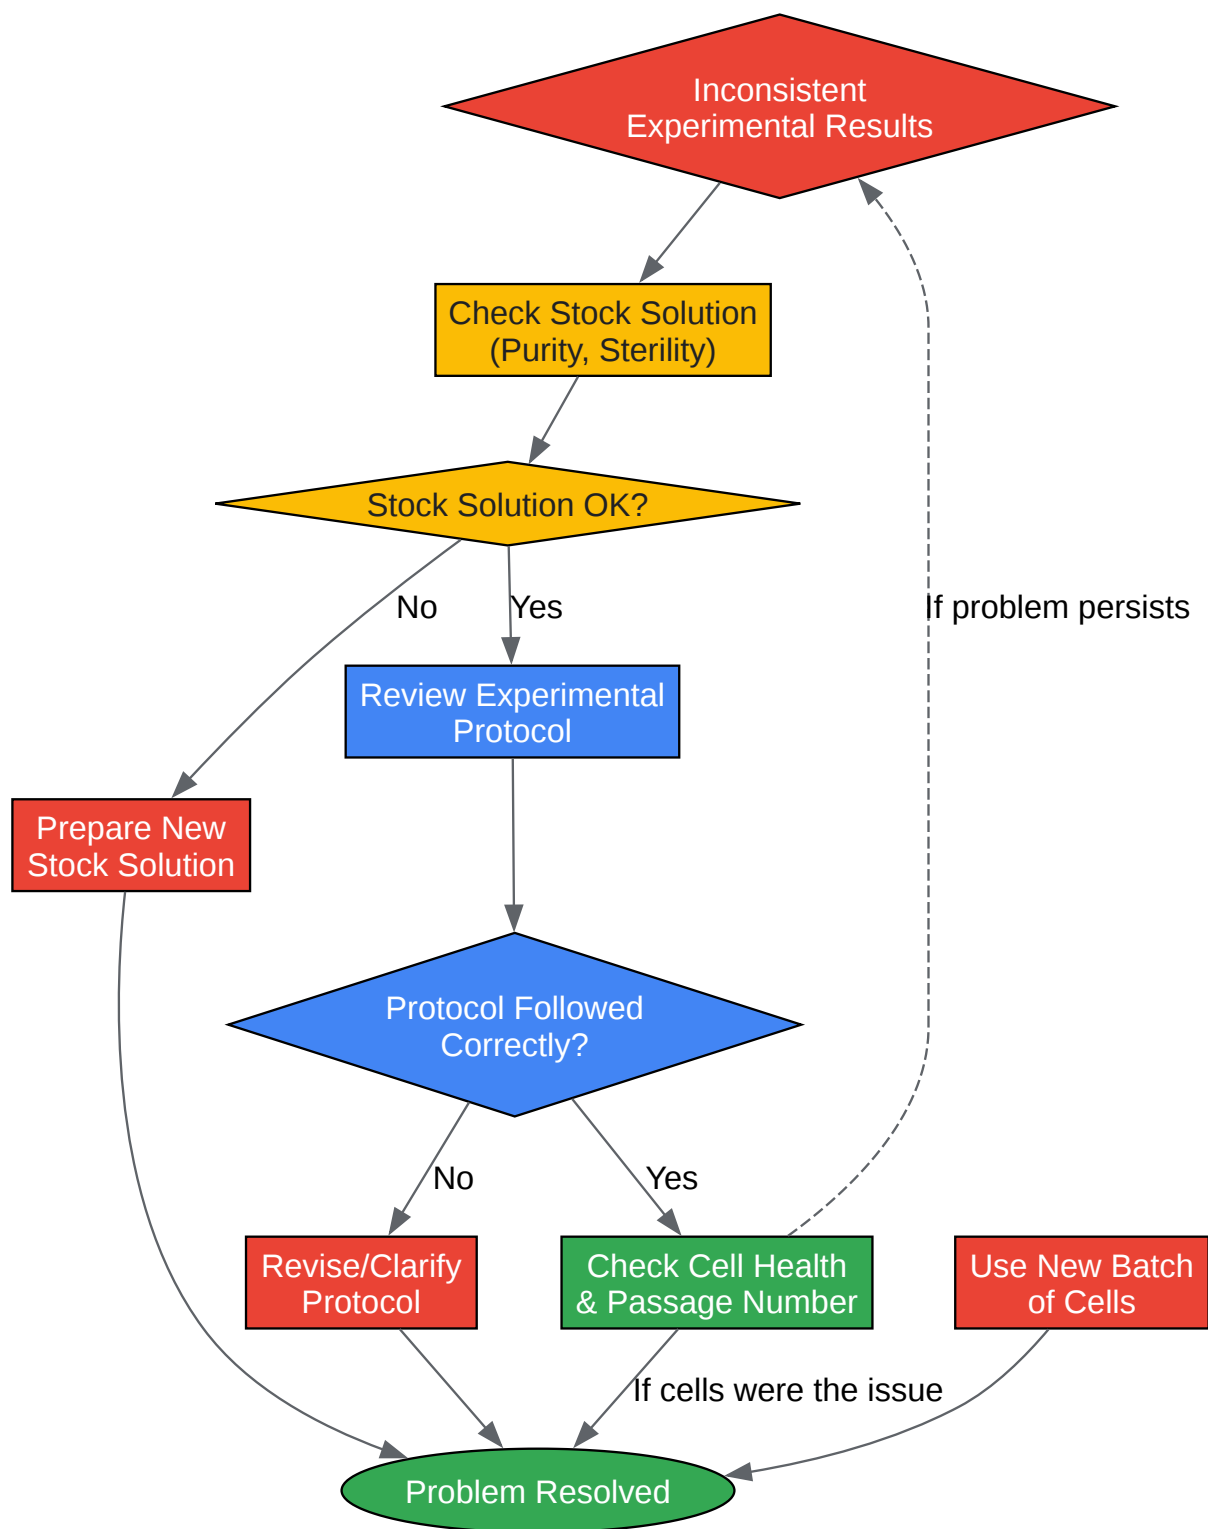 Inconsistent
Experimental Results
Check Stock Solution
(Purity, Sterility)
Stock Solution OK?
No
Yes
If problem persists
Review Experimental
Protocol
Prepare New
Stock Solution
Protocol Followed
Correctly?
No
Yes
Revise/Clarify
Protocol
Check Cell Health
& Passage Number
Use New Batch
of Cells
If cells were the issue
Problem Resolved